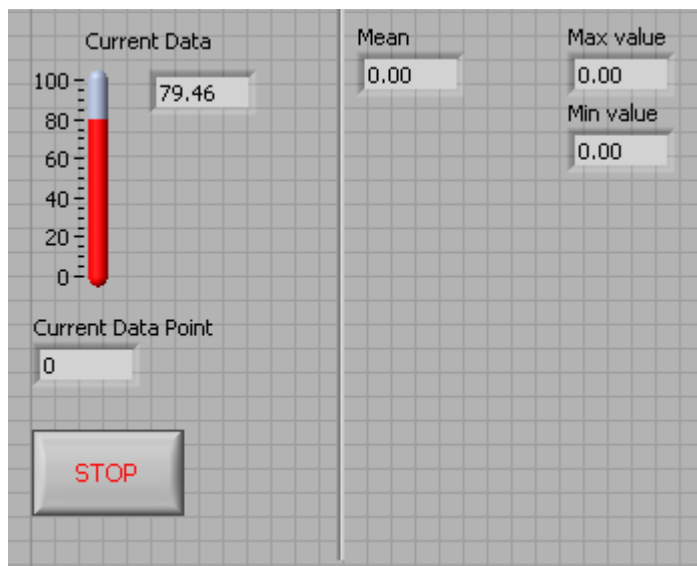 Current Data
100
80
60
40
20
0
79.46
Current Data Point
0
STOP
Mean
0.00
Max value
0.00
Min value
0.00